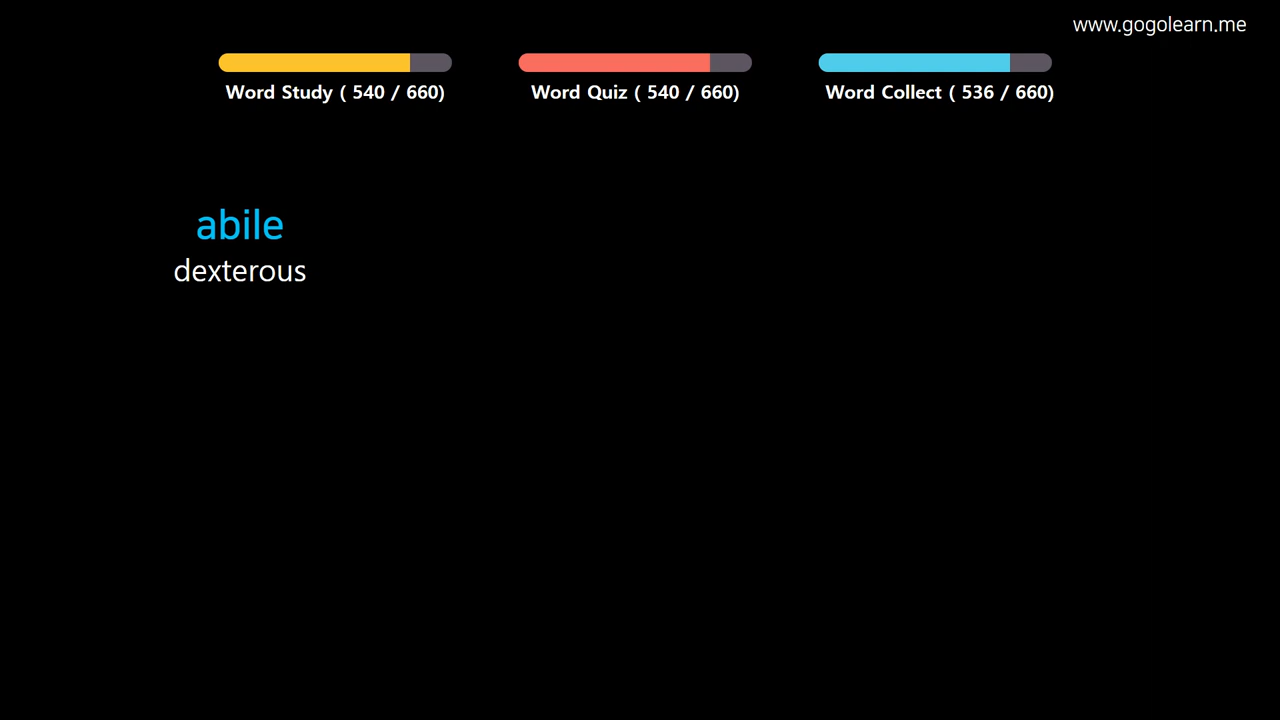 www.gogolearn.me
Word Study ( 540 / 660)
Word Quiz ( 540 / 660)
Word Collect ( 536 / 660)
abile
dexterous